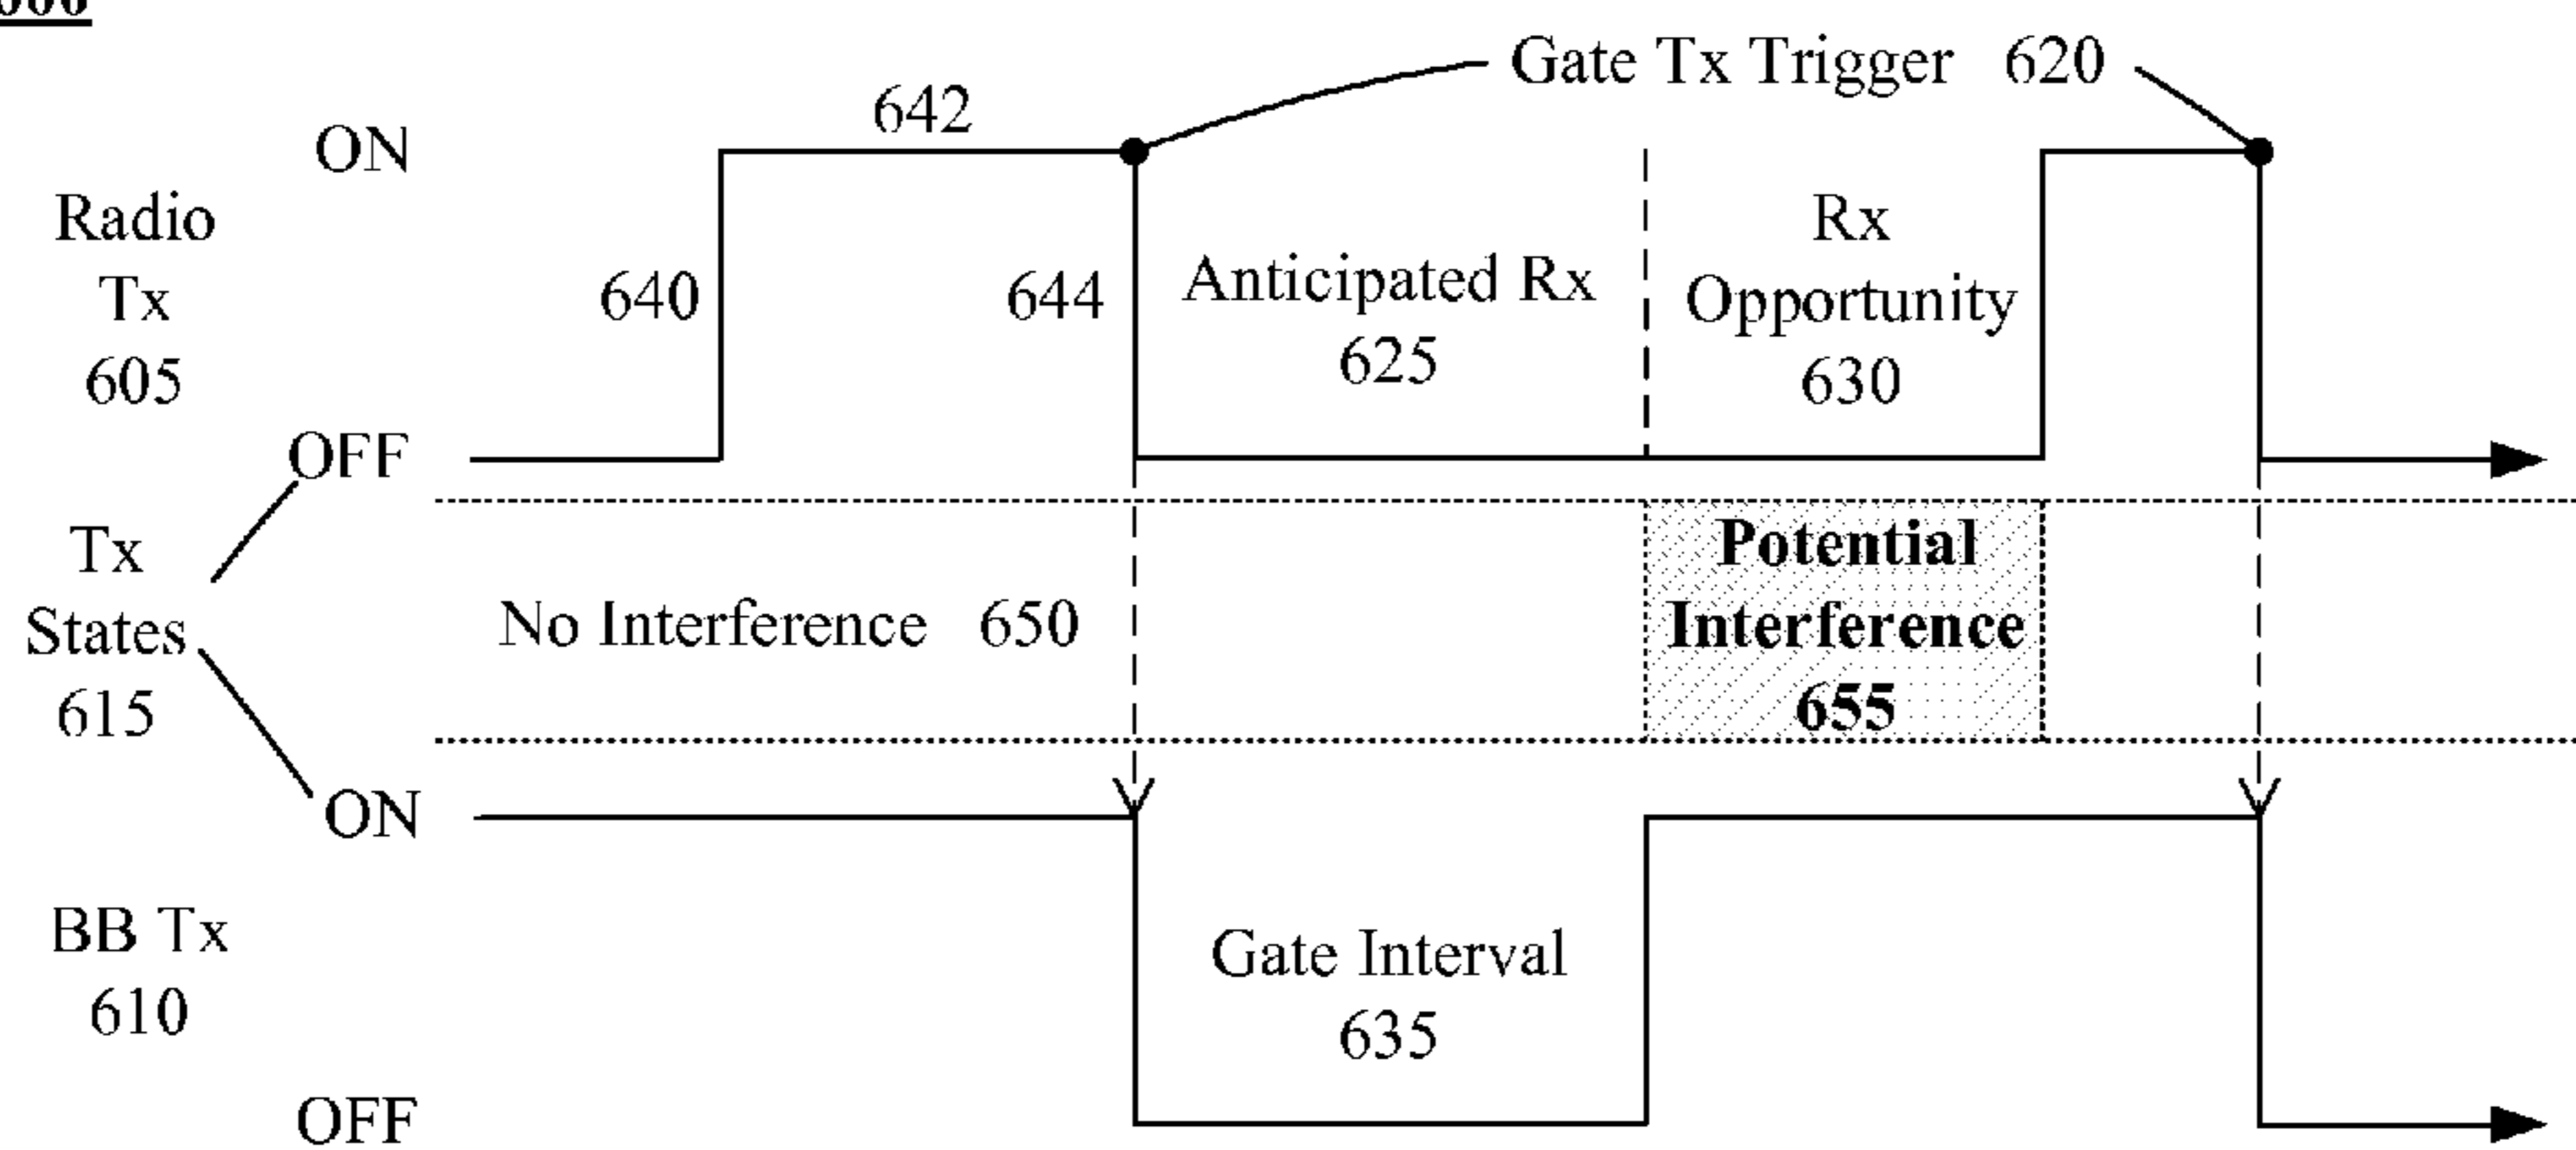 Gate Tx Trigger 620
642
ON
Radio
Tx
605
640
644
Anticipated Rx
625
Rx
Opportunity
630
OFF
Tx
States
615
No Interference 650
Potential
Interference
655
ON
BB Tx
610
Gate Interval
635
OFF